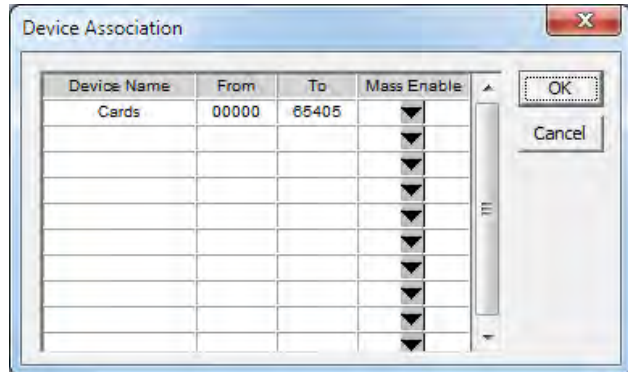 Device Association
Device Name From To Mass Enable
Cards 00000 65405
OK
Cancel